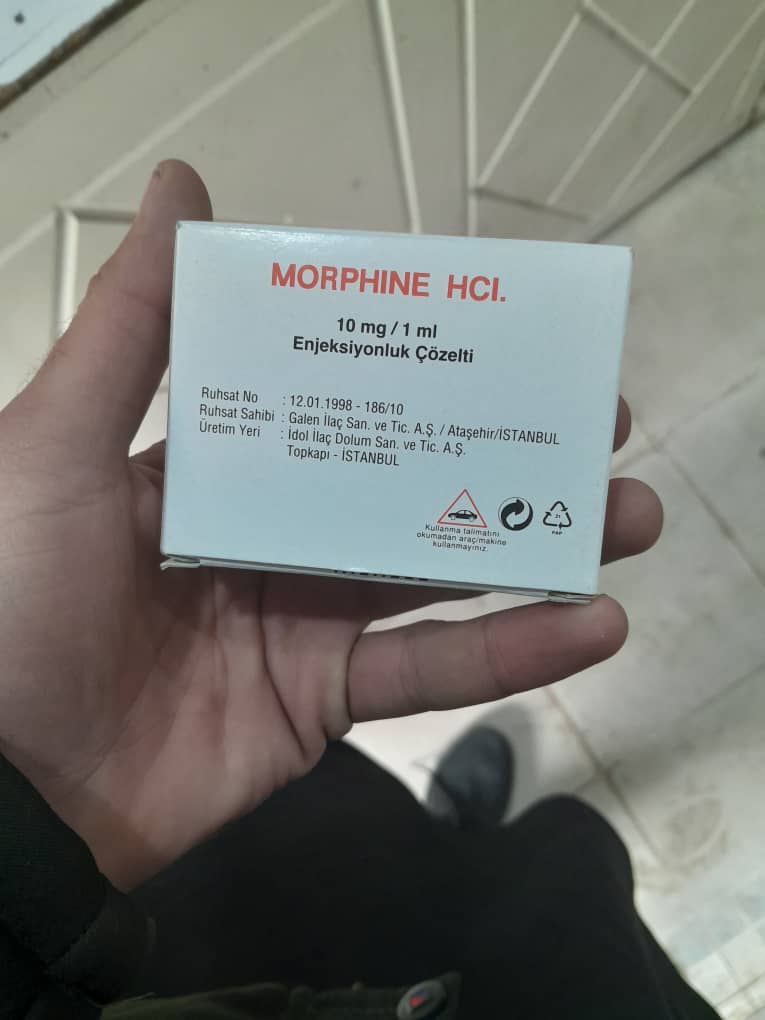 MORPHINE HCl.
10 mg / 1 ml
Enjeksiyonluk Çözelti
Ruhsat No : 12.01.1998 - 186/10
Ruhsat Sahibi : Galen İlaç San. ve Tic. A.Ş. / Ataşehir/İSTANBUL
Üretim Yeri : İdol İlaç Dolum San. ve Tic. A.Ş.
Topkapı - İSTANBUL
Kullanma talimatını
okumadan araç/makine
kullanmayınız.
21
PAP